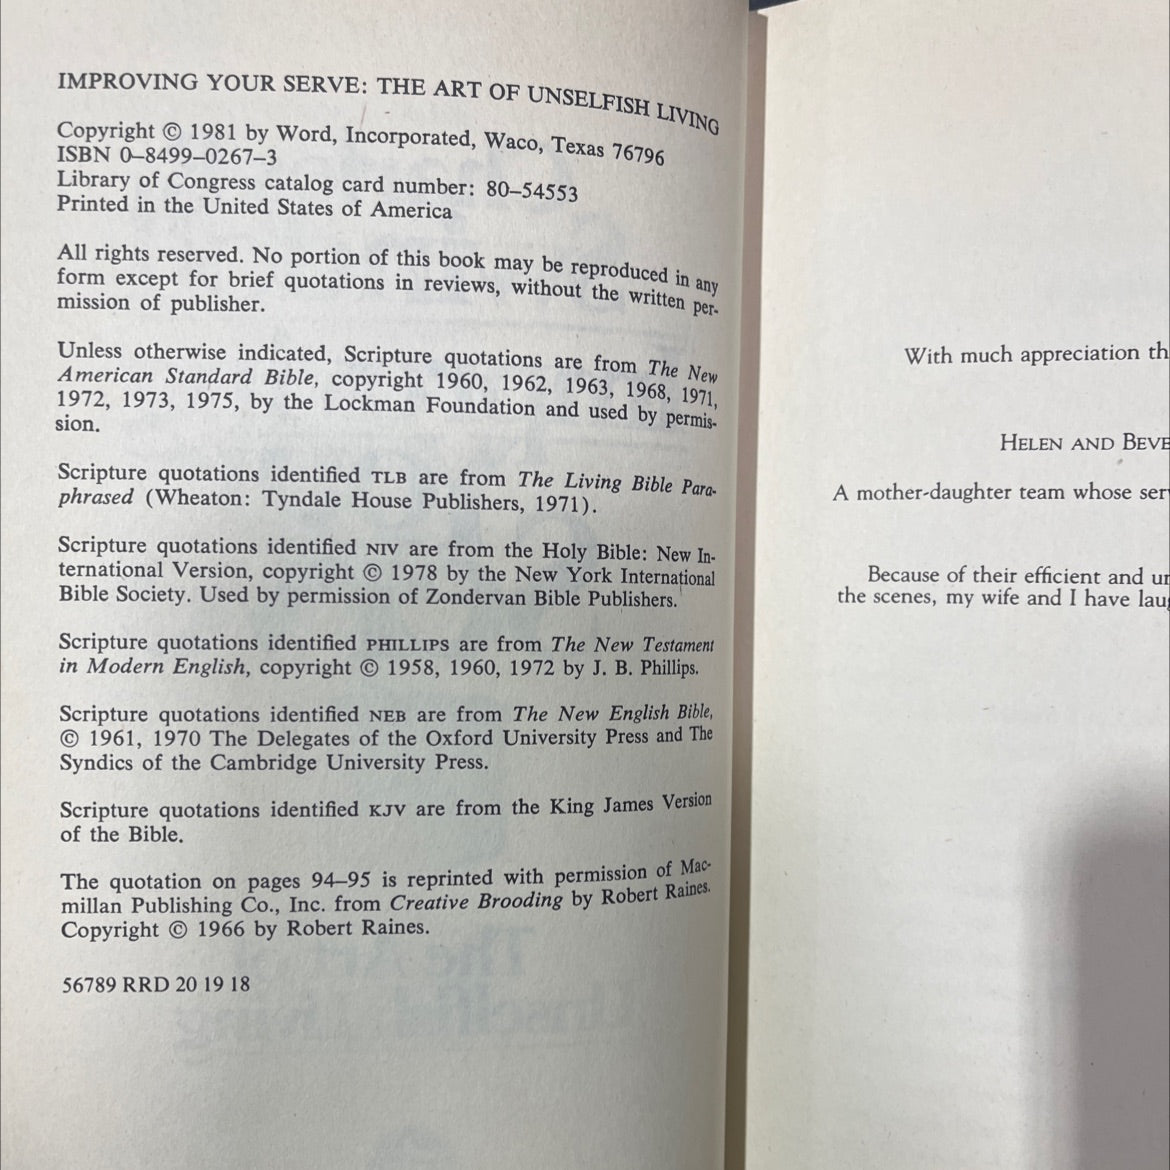 IMPROVING YOUR SERVE: THE ART OF UNSELFISH LIVING
Copyright © 1981 by Word, Incorporated, Waco, Texas 76796
ISBN 0–8499–0267–3
Library of Congress catalog card number: 80–54553
Printed in the United States of America
All rights reserved. No portion of this book may be reproduced in any
form except for brief quotations in reviews, without the written per-
mission of publisher.
Unless otherwise indicated, Scripture quotations are from The New
American Standard Bible, copyright 1960, 1962, 1963, 1968, 1971,
1972, 1973, 1975, by the Lockman Foundation and used by permis-
sion.
Scripture quotations identified TLB are from The Living Bible Para-
phrased (Wheaton: Tyndale House Publishers, 1971).
Scripture quotations identified NIV are from the Holy Bible: New In-
ternational Version, copyright © 1978 by the New York International
Bible Society. Used by permission of Zondervan Bible Publishers.
Scripture quotations identified PHILLIPS are from The New Testament
in Modern English, copyright © 1958, 1960, 1972 by J. B. Phillips.
Scripture quotations identified NEB are from The New English Bible,
© 1961, 1970 The Delegates of the Oxford University Press and The
Syndics of the Cambridge University Press.
Scripture quotations identified KJV are from the King James Version
of the Bible.
The quotation on pages 94–95 is reprinted with permission of Mac-
millan Publishing Co., Inc. from Creative Brooding by Robert Raines.
Copyright © 1966 by Robert Raines.
56789 RRD 20 19 18
With much appreciation th
HELEN AND BEVE
A mother-daughter team whose ser
Because of their efficient and un
the scenes, my wife and I have laug